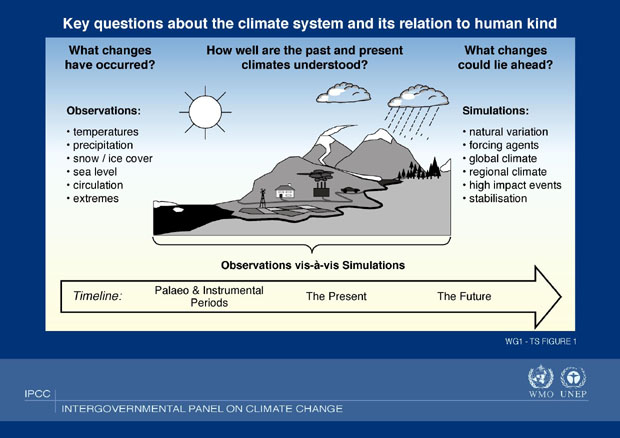 Key questions about the climate system and its relation to human kind
What changes
have occurred?
How well are the past and present
climates understood?
What changes
could lie ahead?
Observations:
• temperatures
• precipitation
• snow / ice cover
• sea level
• circulation
• extremes
Simulations:
• natural variation
• forcing agents
• global climate
• regional climate
• high impact events
• stabilisation
Observations vis-à-vis Simulations
Timeline:
Palaeo & Instrumental
Periods
The Present
The Future
WG1 - TS FIGURE 1
IPCC
INTERGOVERNMENTAL PANEL ON CLIMATE CHANGE
WMO
UNEP